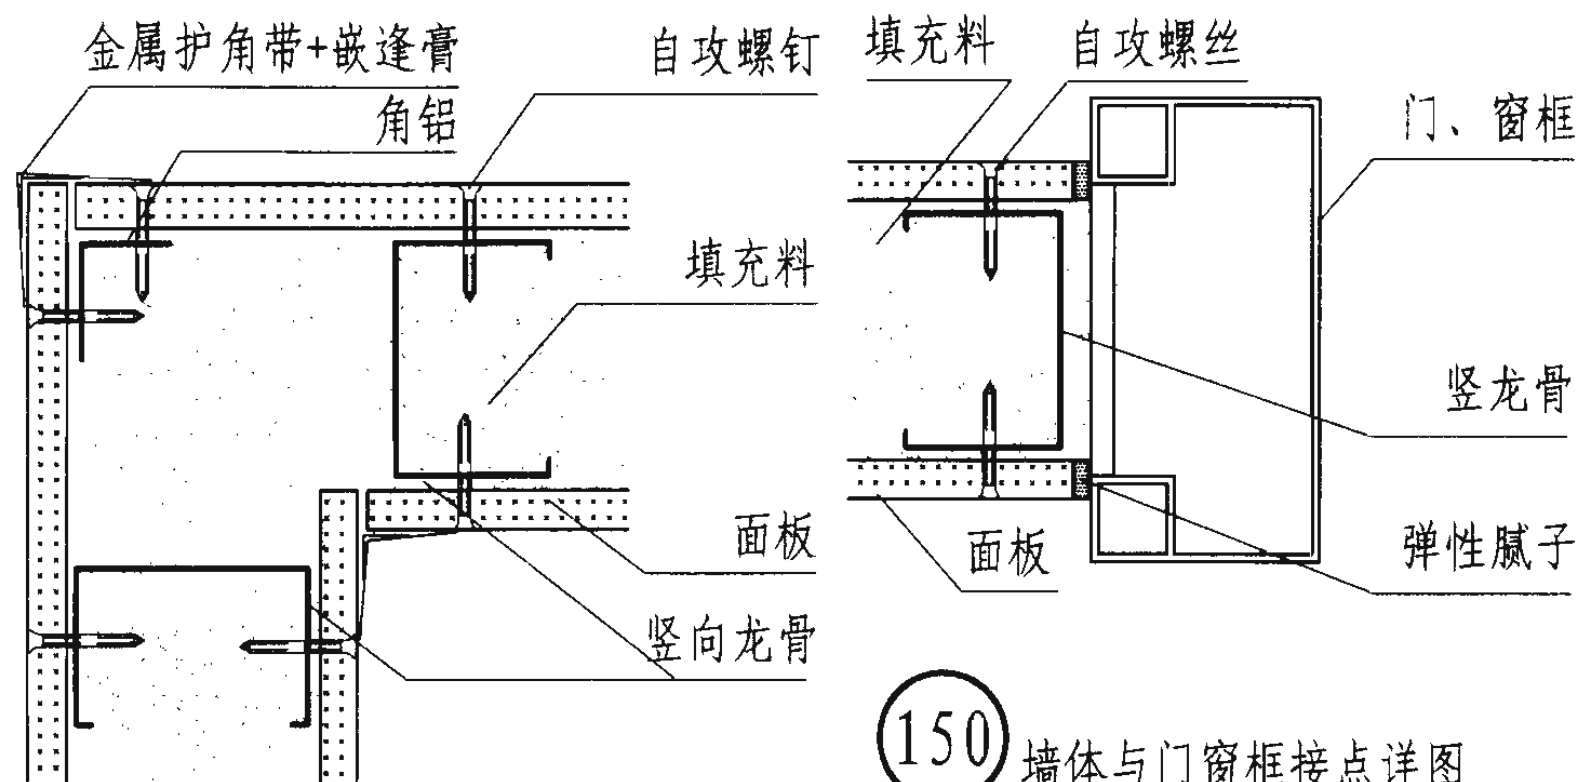 金属护角带+嵌逢膏
角铝
自攻螺钉
填充料
面板
竖向龙骨
填充料
自攻螺丝
门、窗框
竖龙骨
弹性腻子
面板
150
墙体与门窗框接点详图